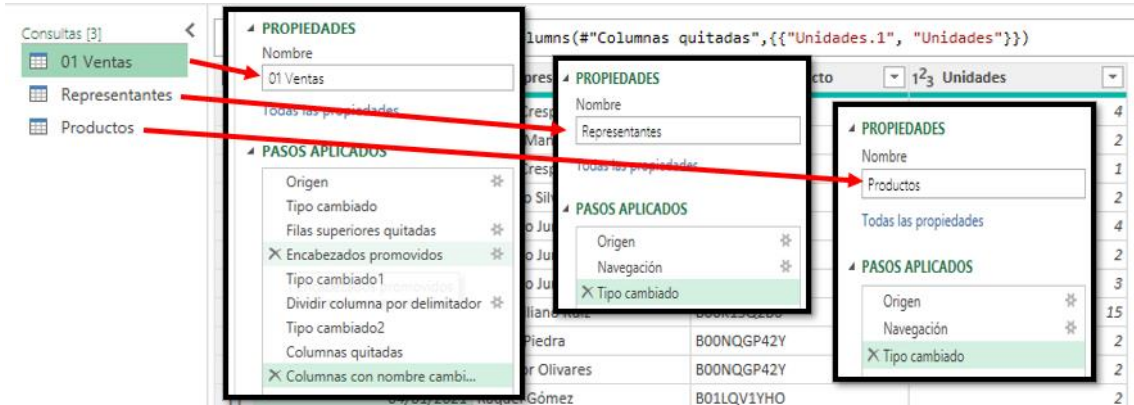 Consultas [3]
01 Ventas
Representantes
Productos
PROPIEDADES
Nombre
01 Ventas
Todas las propiedades
PASOS APLICADOS
Origen
Tipo cambiado
Filas superiores quitadas
Encabezados promovidos
Tipo cambiado1
Dividir columna por delimitador
Tipo cambiado2
Columnas quitadas
Columnas con nombre cambi...
lumns(#"Columnas quitadas",{{"Unidades.1", "Unidades"}})
PROPIEDADES
Nombre
Representantes
Todas las propiedades
PASOS APLICADOS
Origen
Navegación
Tipo cambiado
cto
1²3 Unidades
PROPIEDADES
Nombre
Productos
Todas las propiedades
PASOS APLICADOS
Origen
Navegación
Tipo cambiado
4
2
1
2
4
2
3
15
Piedra B00NQGP42Y 2
or Olivares B00NQGP42Y 2
Gómez B01LQV1YHO 2